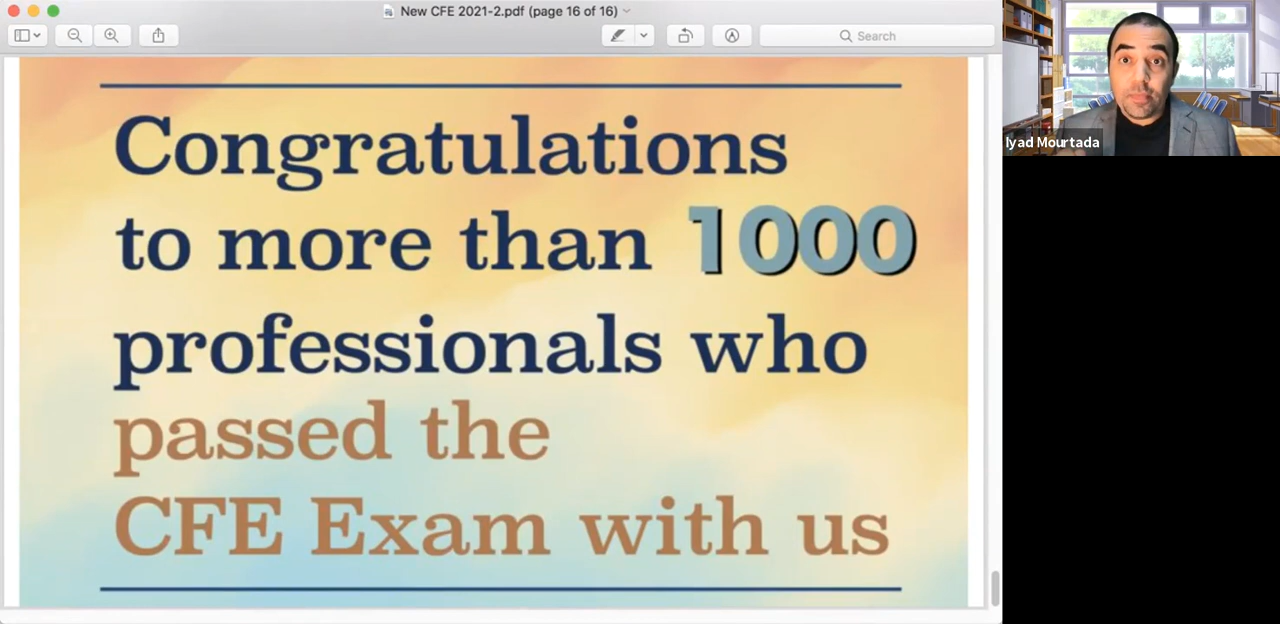 New CFE 2021-2.pdf (page 16 of 16)
Search
Congratulations
to more than 1000
professionals who
passed the
CFE Exam with us
Iyad Mourtada